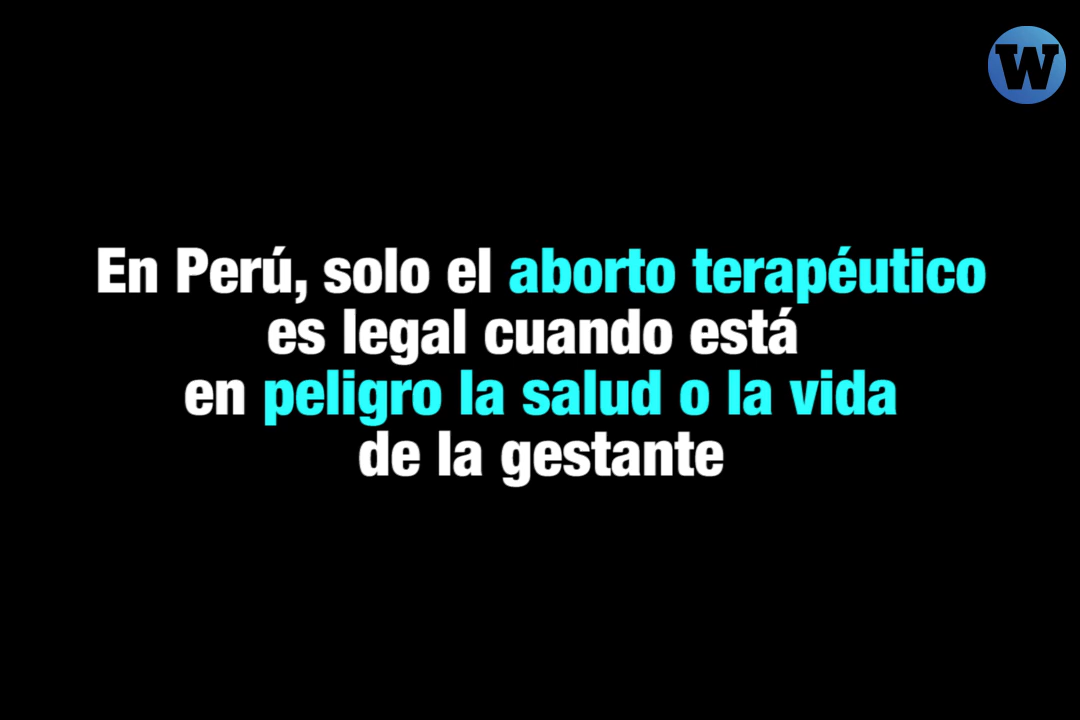 W
En Perú, solo el aborto terapéutico
es legal cuando está
en peligro la salud o la vida
de la gestante